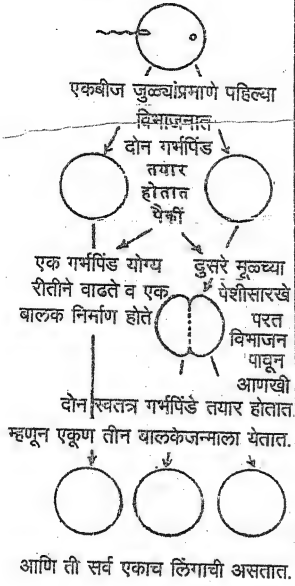 एकबीज जुळ्यांप्रमाणे पहिल्या
विभाजनात
दोन गर्भपिंड
तयार
होतात
पैकीं
एक गर्भपिंड योग्य
रीतीने वाढते व एक
बालक निर्माण होते
दुसरे मूळच्या
पेशीसारखे
परत
विभाजन
पावून
आणखी
दोन स्वतत्र गर्भपिंडे तयार होतात.
म्हणून एकूण तीन बालकेजन्माला येतात.
आणि ती सर्व एकाच लिंगाची असतात.